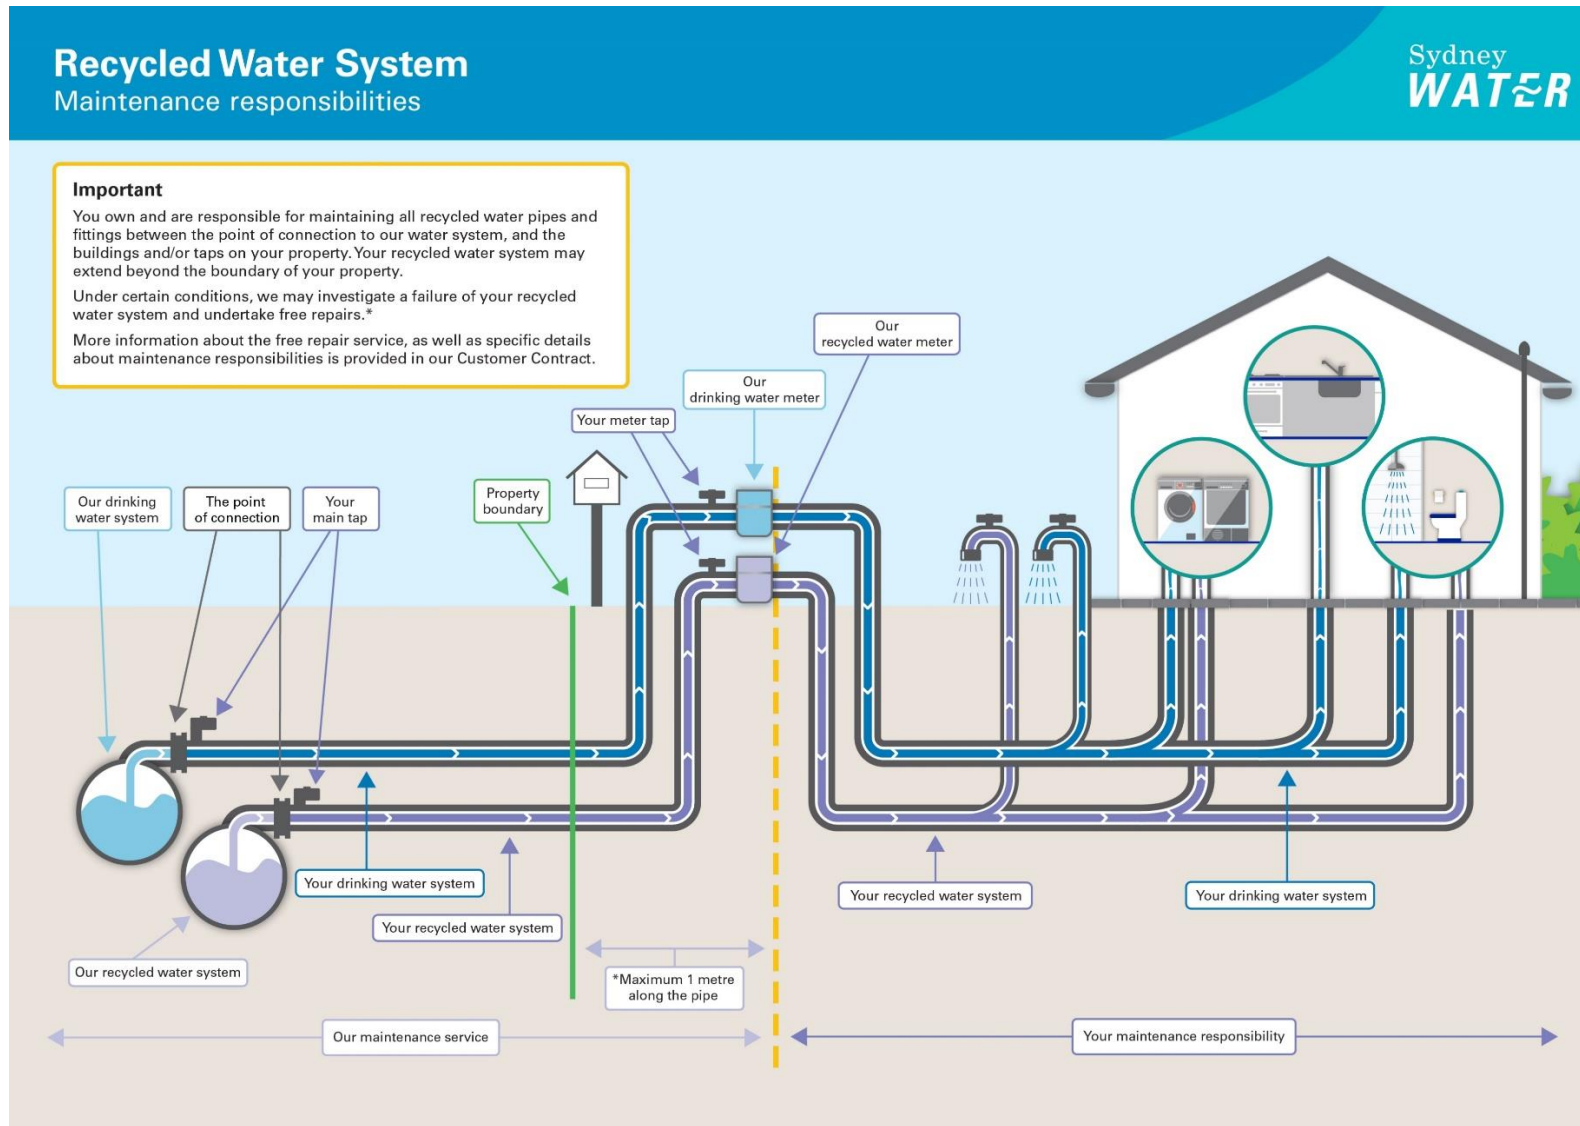 Recycled Water System
Maintenance responsibilities
Sydney
WATER
Important
You own and are responsible for maintaining all recycled water pipes and
fittings between the point of connection to our water system, and the
buildings and/or taps on your property. Your recycled water system may
extend beyond the boundary of your property.
Under certain conditions, we may investigate a failure of your recycled
water system and undertake free repairs.*
More information about the free repair service, as well as specific details
about maintenance responsibilities is provided in our Customer Contract.
Our
recycled water meter
Our
drinking water meter
Your meter tap
Property
boundary
Our drinking
water system
The point
of connection
Your
main tap
Your drinking water system
Your recycled water system
Our recycled water system
Your recycled water system
Your drinking water system
*Maximum 1 metre
along the pipe
Our maintenance service
Your maintenance responsibility